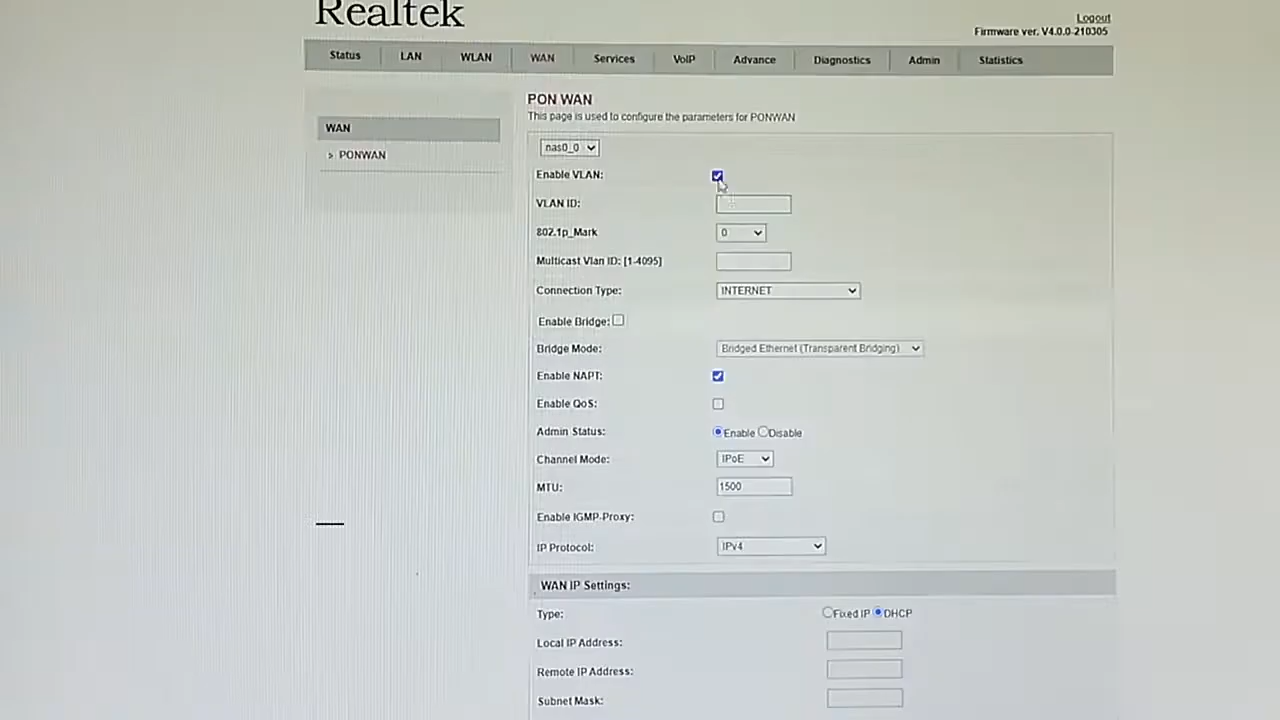 Realtek
Logout
Firmware ver. V4.0.0-210305
Status LAN WLAN WAN Services VoIP Advance Diagnostics Admin Statistics
WAN
> PONWAN
PON WAN
This page is used to configure the parameters for PONWAN
nas0_0
Enable VLAN:
VLAN ID:
802.1p_Mark 0
Multicast Vlan ID: [1-4095]
Connection Type: INTERNET
Enable Bridge:
Bridge Mode: Bridged Ethernet (Transparent Bridging)
Enable NAPT:
Enable QoS:
Admin Status: Enable Disable
Channel Mode: IPoE
MTU: 1500
Enable IGMP-Proxy:
IP Protocol: IPv4
WAN IP Settings:
Type: Fixed IP DHCP
Local IP Address:
Remote IP Address:
Subnet Mask: